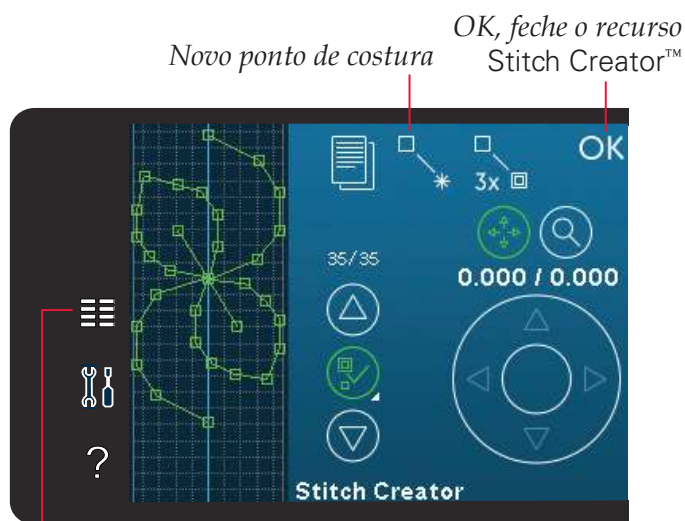 OK, feche o recurso
Novo ponto de costura
Stitch Creator™
OK
3x
35/35
0.000 / 0.000
?
Stitch Creator